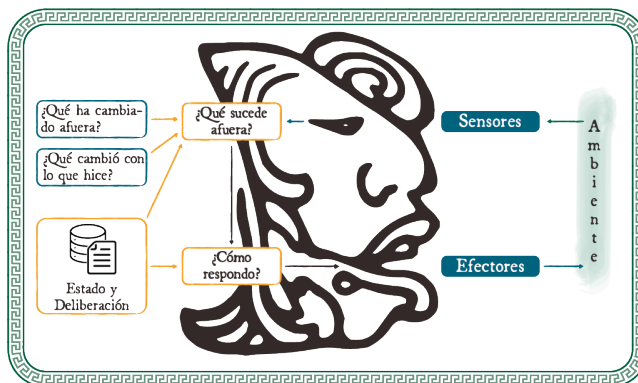 ¿Qué ha cambia-
do afuera?
¿Qué cambió con
lo que hice?
Estado y
Deliberación
¿Qué sucede
afuera?
¿Cómo
respondo?
Sensores
Efectores
Ambiente